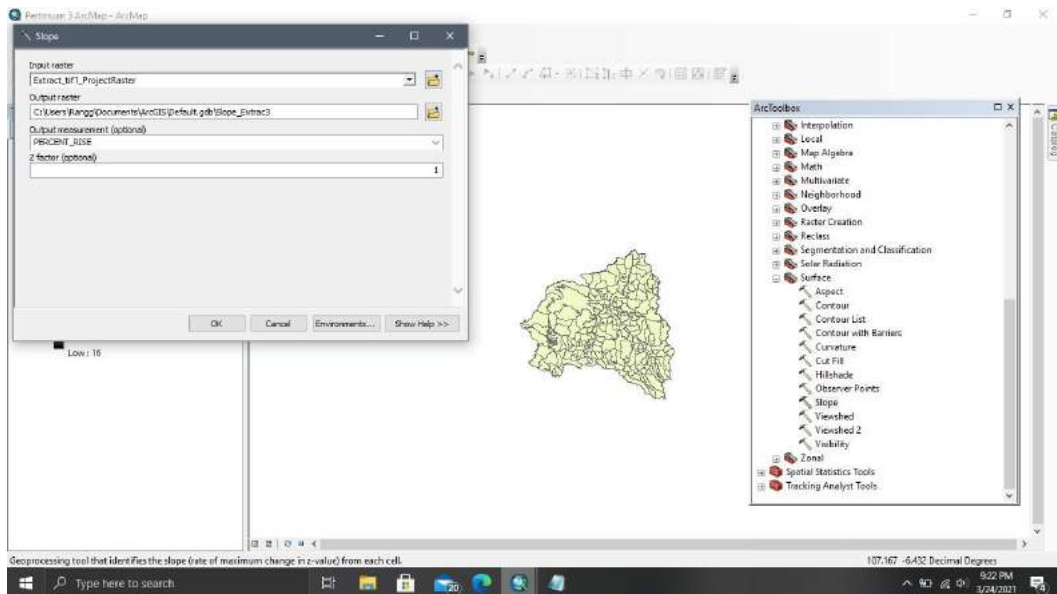 Pertemuan 3 ArcMap - ArcMap
Slope
Input raster
Extract_tif1_ProjectRaster
Output raster
C:\Users\Rangg\Documents\ArcGIS\Default.gdb\Slope_Extrac3
Output measurement (optional)
PERCENT_RISE
Z factor (optional)
1
OK
Cancel
Environments...
Show Help >>
Low : 16
ArcToolbox
Interpolation
Local
Map Algebra
Math
Multivariate
Neighborhood
Overlay
Raster Creation
Reclass
Segmentation and Classification
Solar Radiation
Surface
Aspect
Contour
Contour List
Contour with Barriers
Curvature
Cut Fill
Hillshade
Observer Points
Slope
Viewshed
Viewshed 2
Visibility
Zonal
Spatial Statistics Tools
Tracking Analyst Tools
Catalog
Geoprocessing tool that identifies the slope (rate of maximum change in z-value) from each cell.
107.167 -6.432 Decimal Degrees
Type here to search
20
9:22 PM
3/24/2021